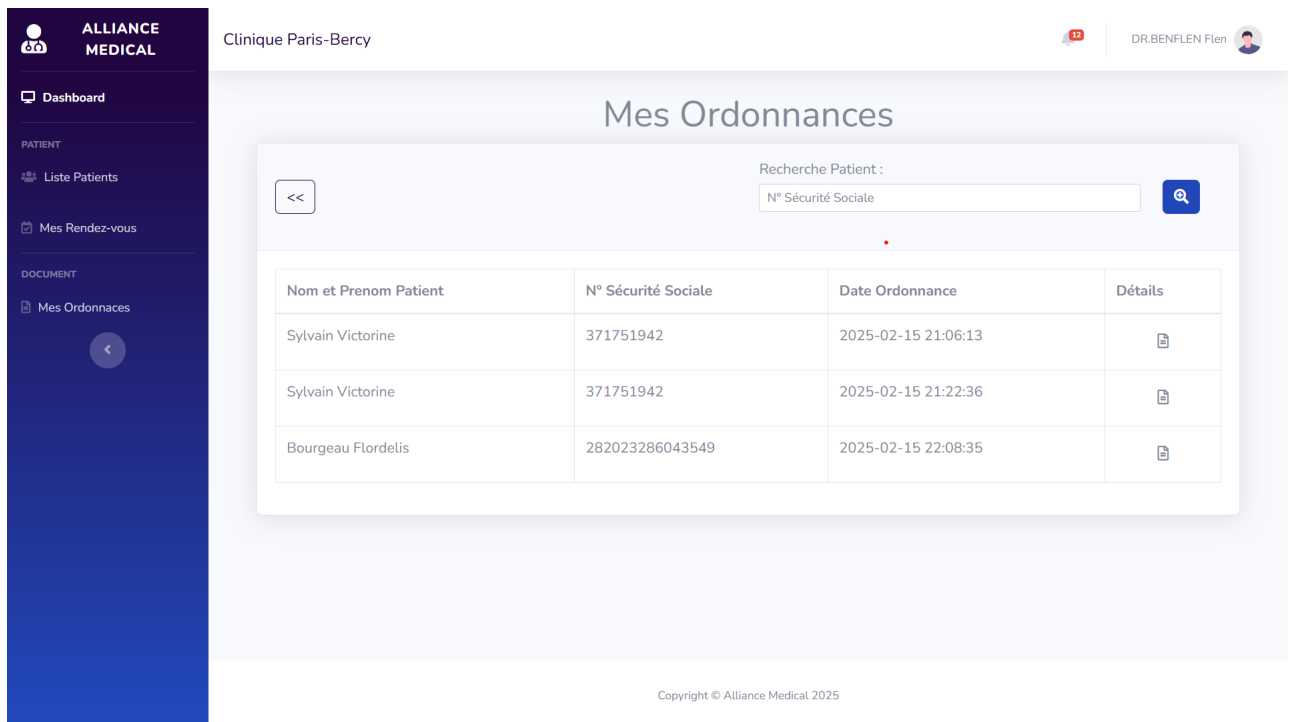 ALLIANCE
MEDICAL
Dashboard
PATIENT
Liste Patients
Mes Rendez-vous
DOCUMENT
Mes Ordonnaces
Clinique Paris-Bercy
12
DR.BENFLEN Flen
Mes Ordonnances
<<
Recherche Patient :
N° Sécurité Sociale
Nom et Prenom Patient N° Sécurité Sociale Date Ordonnance Détails
Sylvain Victorine 371751942 2025-02-15 21:06:13
Sylvain Victorine 371751942 2025-02-15 21:22:36
Bourgeau Flordelis 282023286043549 2025-02-15 22:08:35
Copyright © Alliance Medical 2025